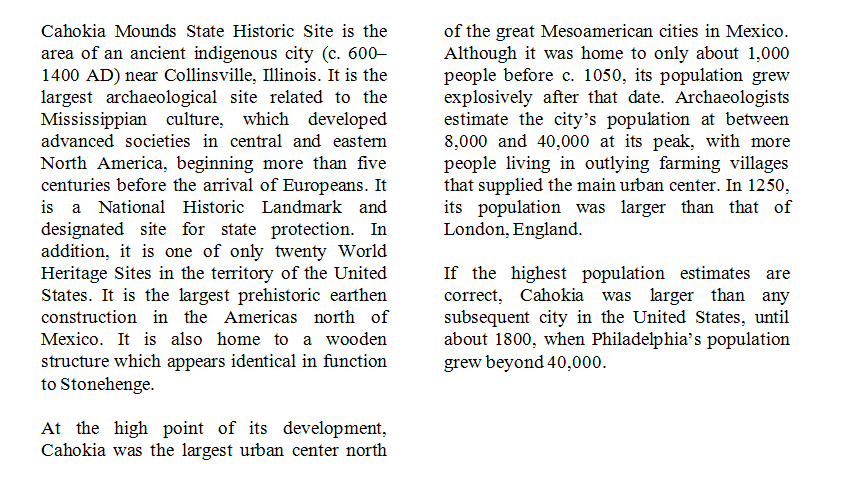 Cahokia Mounds State Historic Site is the
area of an ancient indigenous city (c. 600–
1400 AD) near Collinsville, Illinois. It is the
largest archaeological site related to the
Mississippian culture, which developed
advanced societies in central and eastern
North America, beginning more than five
centuries before the arrival of Europeans. It
is a National Historic Landmark and
designated site for state protection. In
addition, it is one of only twenty World
Heritage Sites in the territory of the United
States. It is the largest prehistoric earthen
construction in the Americas north of
Mexico. It is also home to a wooden
structure which appears identical in function
to Stonehenge.

At the high point of its development,
Cahokia was the largest urban center north
of the great Mesoamerican cities in Mexico.
Although it was home to only about 1,000
people before c. 1050, its population grew
explosively after that date. Archaeologists
estimate the city’s population at between
8,000 and 40,000 at its peak, with more
people living in outlying farming villages
that supplied the main urban center. In 1250,
its population was larger than that of
London, England.

If the highest population estimates are
correct, Cahokia was larger than any
subsequent city in the United States, until
about 1800, when Philadelphia’s population
grew beyond 40,000.